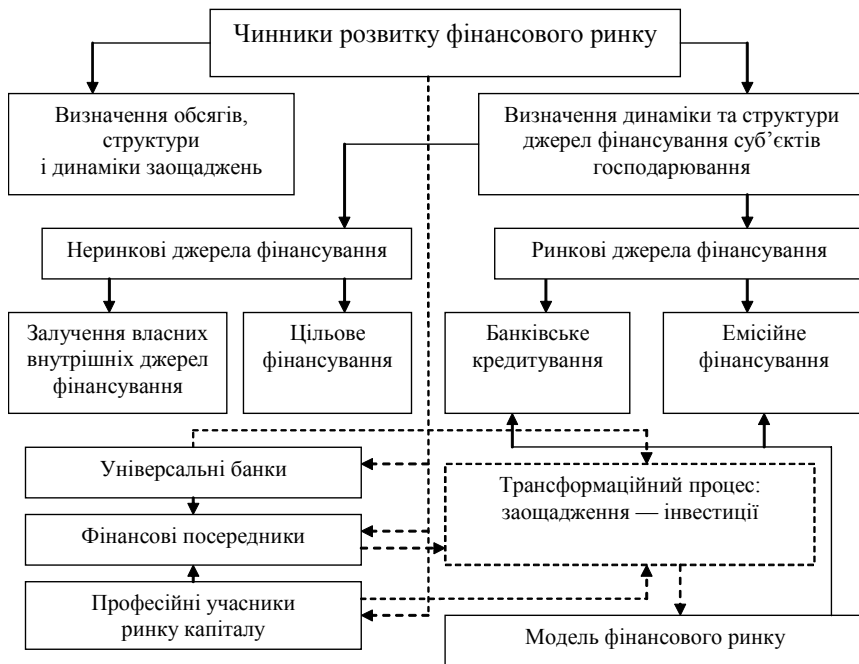 Чинники розвитку фінансового ринку
Визначення обсягів,
структури
і динаміки заощаджень
Визначення динаміки та структури
джерел фінансування суб’єктів
господарювання
Неринкові джерела фінансування
Ринкові джерела фінансування
Залучення власних
внутрішніх джерел
фінансування
Цільове
фінансування
Банківське
кредитування
Емісійне
фінансування
Універсальні банки
Трансформаційний процес:
заощадження — інвестиції
Фінансові посередники
Професійні учасники
ринку капіталу
Модель фінансового ринку